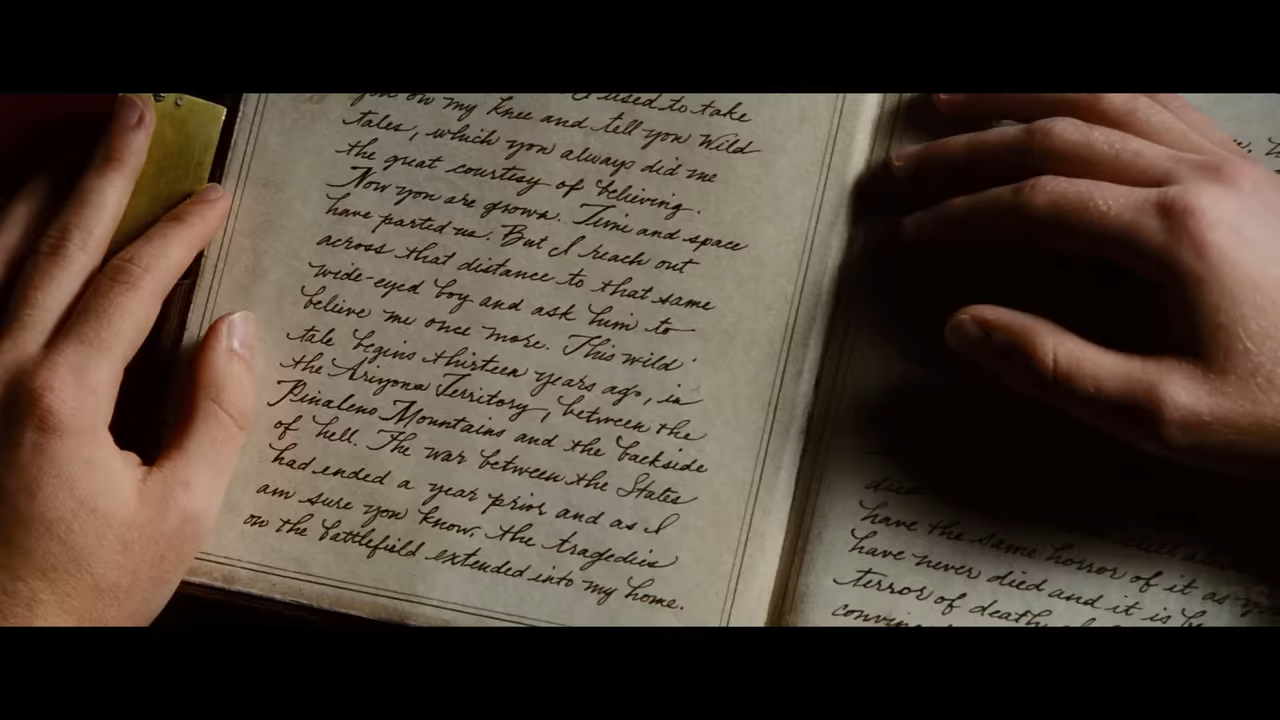 you on my knee and tell you Wild
I used to take
tales, which you always did me
the great courtesy of believing.
Now you are grown. Time and space
have parted us. But I reach out
across that distance to that same
wide-eyed boy and ask him to
believe me once more. This wild
tale begins thirteen years ago, in
the Arizona Territory, between the
Pinaleno Mountains and the backside
of hell. The war between the States
had ended a year prior and as I
am sure you know, the tragedies
on the battlefield extended into my home.
have the same horror of it as
have never died and it is
terror of death